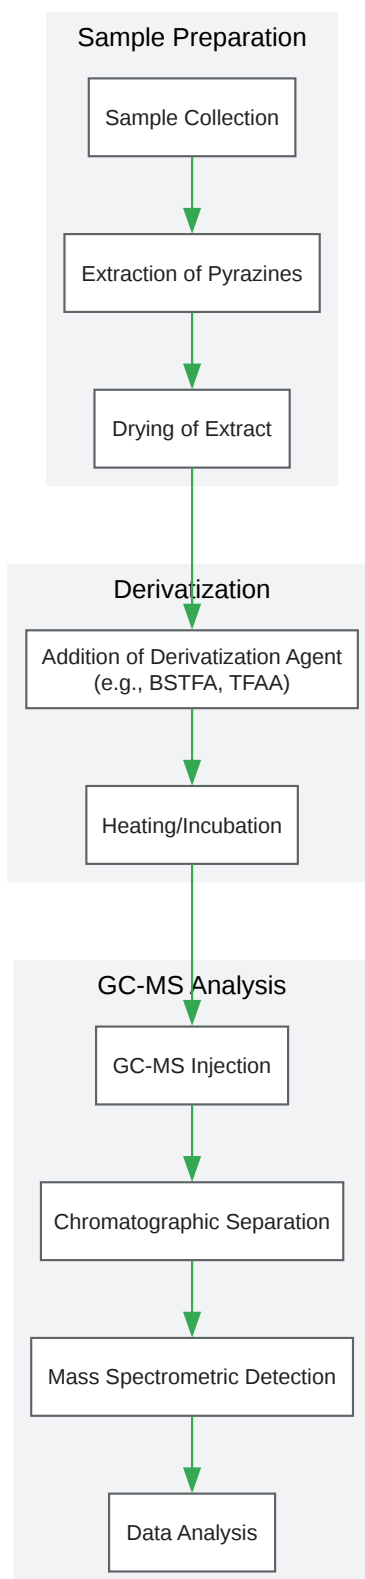 Sample Preparation
Sample Collection
Extraction of Pyrazines
Drying of Extract
Derivatization
Addition of Derivatization Agent
(e.g., BSTFA, TFAA)
Heating/Incubation
GC-MS Analysis
GC-MS Injection
Chromatographic Separation
Mass Spectrometric Detection
Data Analysis